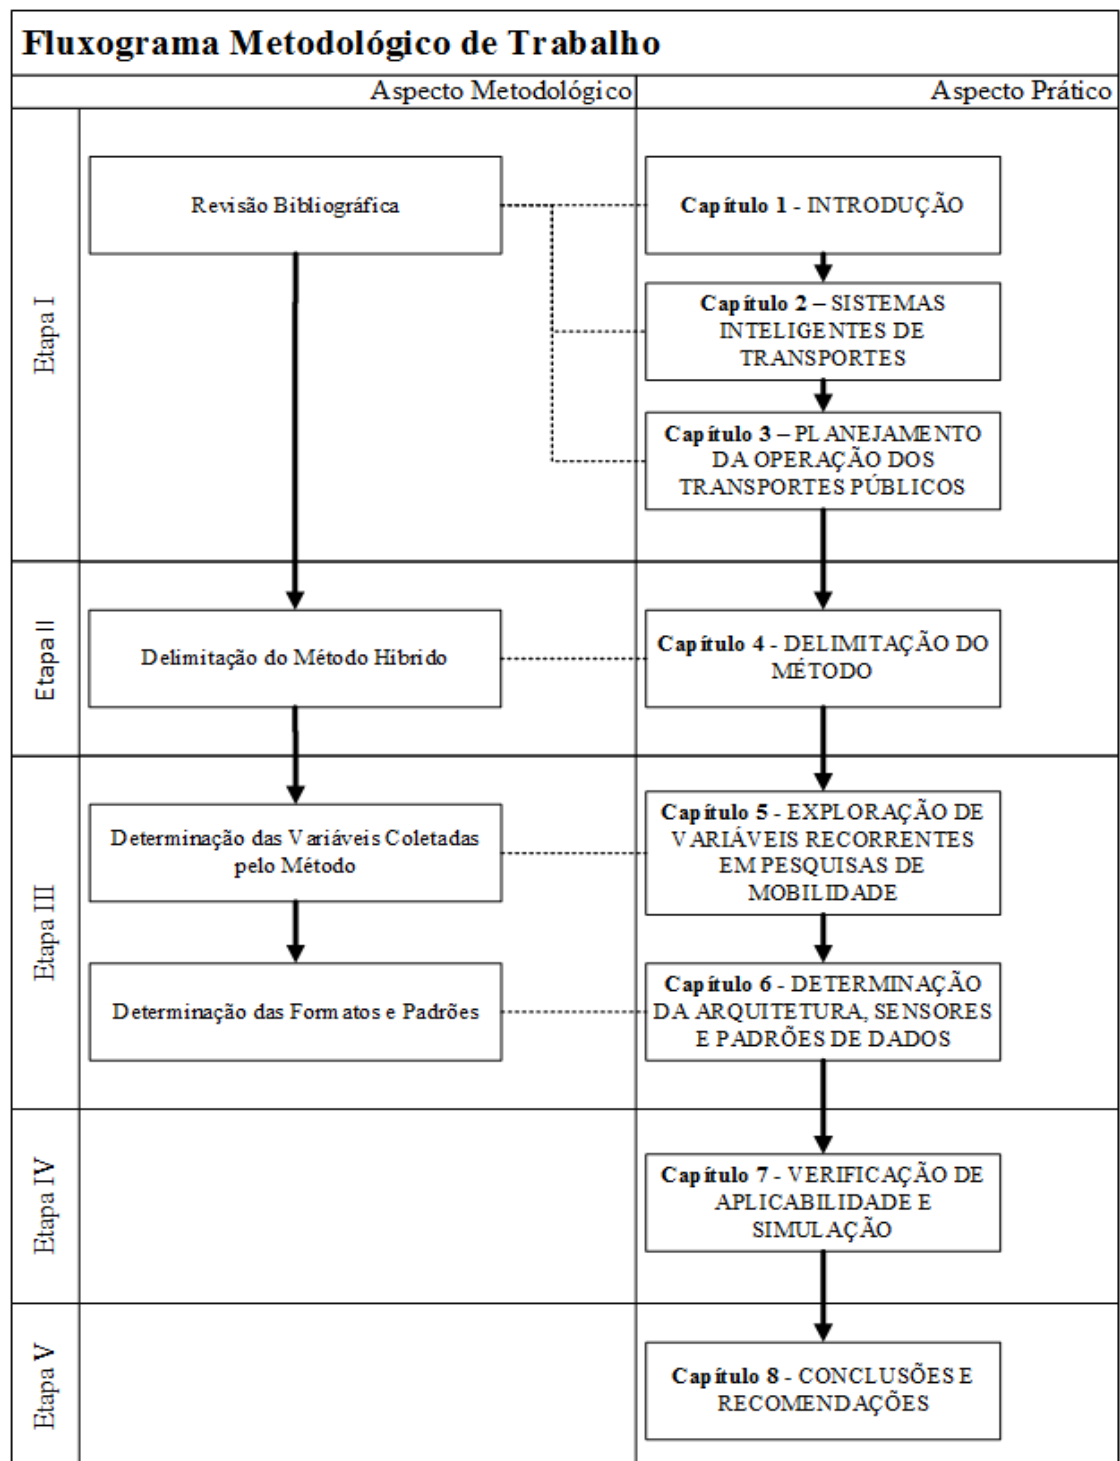 Fluxograma Metodológico de Trabalho
Aspecto Metodológico
Aspecto Prático
Etapa I
Revisão Bibliográfica
Capítulo 1 - INTRODUÇÃO
Capítulo 2 – SISTEMAS
INTELIGENTES DE
TRANSPORTES
Capítulo 3 – PLANEJAMENTO
DA OPERAÇÃO DOS
TRANSPORTES PÚBLICOS
Etapa II
Delimitação do Método Híbrido
Capítulo 4 - DELIMITAÇÃO DO
MÉTODO
Etapa III
Determinação das Variáveis Coletadas
pelo Método
Capítulo 5 - EXPLORAÇÃO DE
VARIÁVEIS RECORRENTES
EM PESQUISAS DE
MOBILIDADE
Determinação das Formatos e Padrões
Capítulo 6 - DETERMINAÇÃO
DA ARQUITETURA, SENSORES
E PADRÕES DE DADOS
Etapa IV
Capítulo 7 - VERIFICAÇÃO DE
APLICABILIDADE E
SIMULAÇÃO
Etapa V
Capítulo 8 - CONCLUSÕES E
RECOMENDAÇÕES